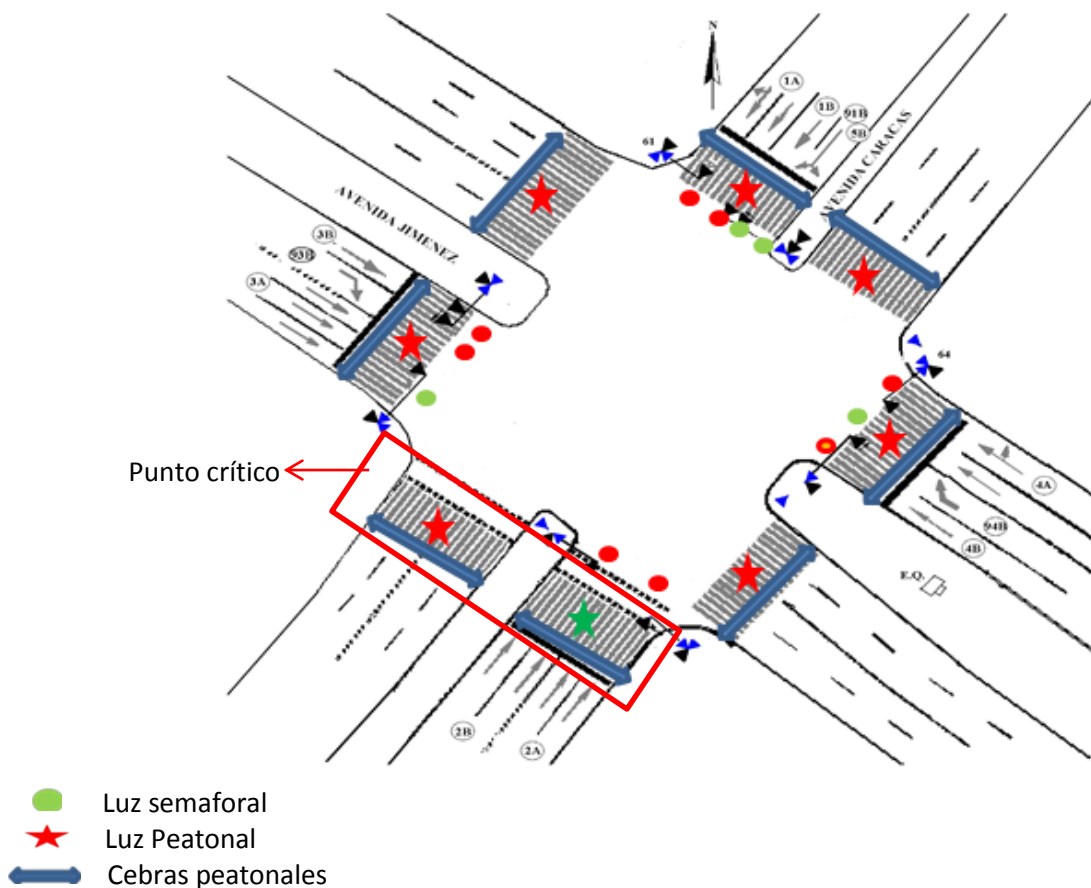 N
1A
61
1B
91B
5B
AVENIDA CARACAS
AVENIDA JIMENEZ
3B
93B
3A
64
Punto crítico
4A
94B
4B
E.Q.
2B
2A
Luz semaforal
Luz Peatonal
Cebras peatonales